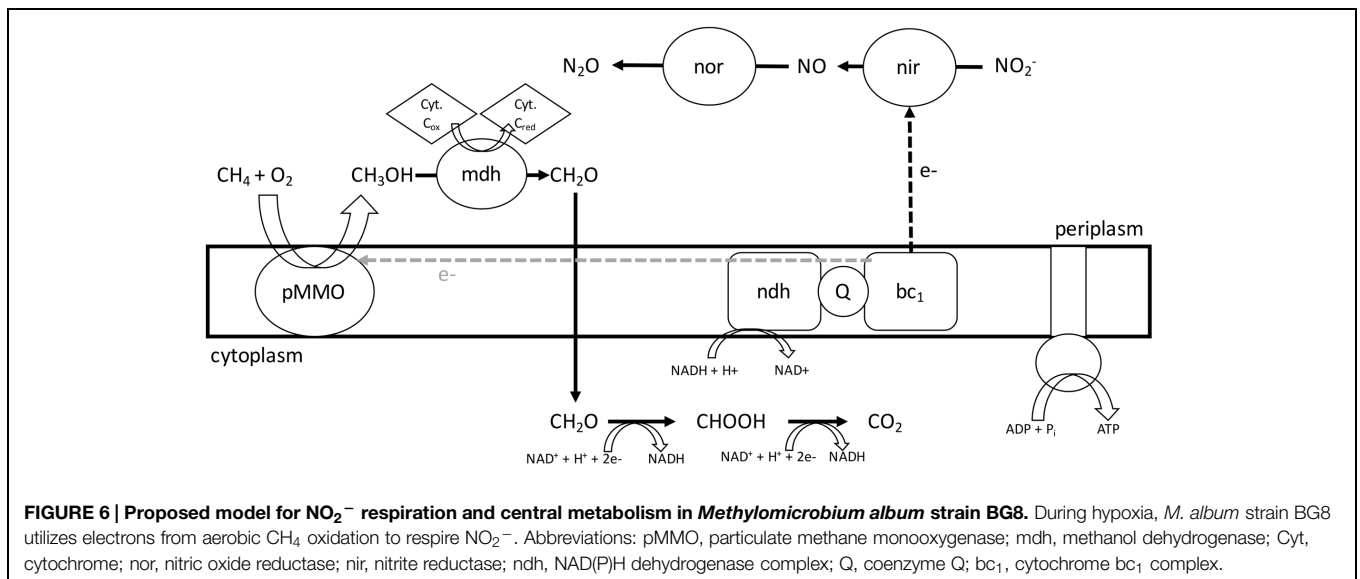 N₂O nor NO nir NO₂⁻
Cyt. Cyt.
Cₒₓ C_red
e-
CH₄ + O₂ CH₃OH mdh CH₂O
periplasm
e-
pMMO ndh Q bc₁
cytoplasm
NADH + H+ NAD+
CH₂O CHOOH CO₂
ADP + Pᵢ ATP
NAD⁺ + H⁺ + 2e- NADH NAD⁺ + H⁺ + 2e- NADH
FIGURE 6 | Proposed model for NO₂⁻ respiration and central metabolism in Methylomicrobium album strain BG8. During hypoxia, M. album strain BG8
utilizes electrons from aerobic CH₄ oxidation to respire NO₂⁻. Abbreviations: pMMO, particulate methane monooxygenase; mdh, methanol dehydrogenase; Cyt,
cytochrome; nor, nitric oxide reductase; nir, nitrite reductase; ndh, NAD(P)H dehydrogenase complex; Q, coenzyme Q; bc₁, cytochrome bc₁ complex.